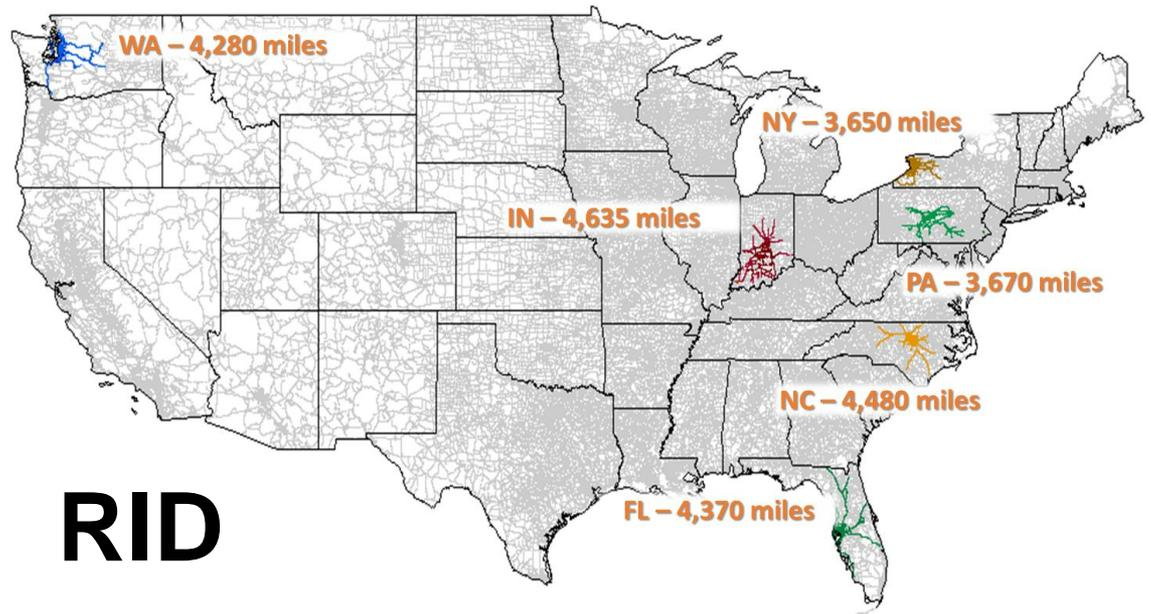 WA – 4,280 miles
NY – 3,650 miles
IN – 4,635 miles
PA – 3,670 miles
NC – 4,480 miles
FL – 4,370 miles
RID